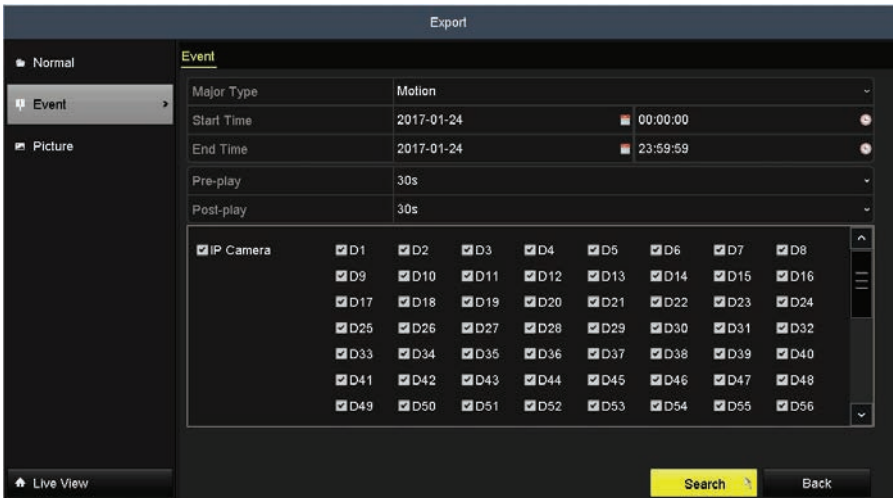 Export
Normal
Event
Picture
Live View
Event
Major Type Motion
Start Time 2017-01-24 00:00:00
End Time 2017-01-24 23:59:59
Pre-play 30s
Post-play 30s
IP Camera D1 D2 D3 D4 D5 D6 D7 D8
D9 D10 D11 D12 D13 D14 D15 D16
D17 D18 D19 D20 D21 D22 D23 D24
D25 D26 D27 D28 D29 D30 D31 D32
D33 D34 D35 D36 D37 D38 D39 D40
D41 D42 D43 D44 D45 D46 D47 D48
D49 D50 D51 D52 D53 D54 D55 D56
Search Back